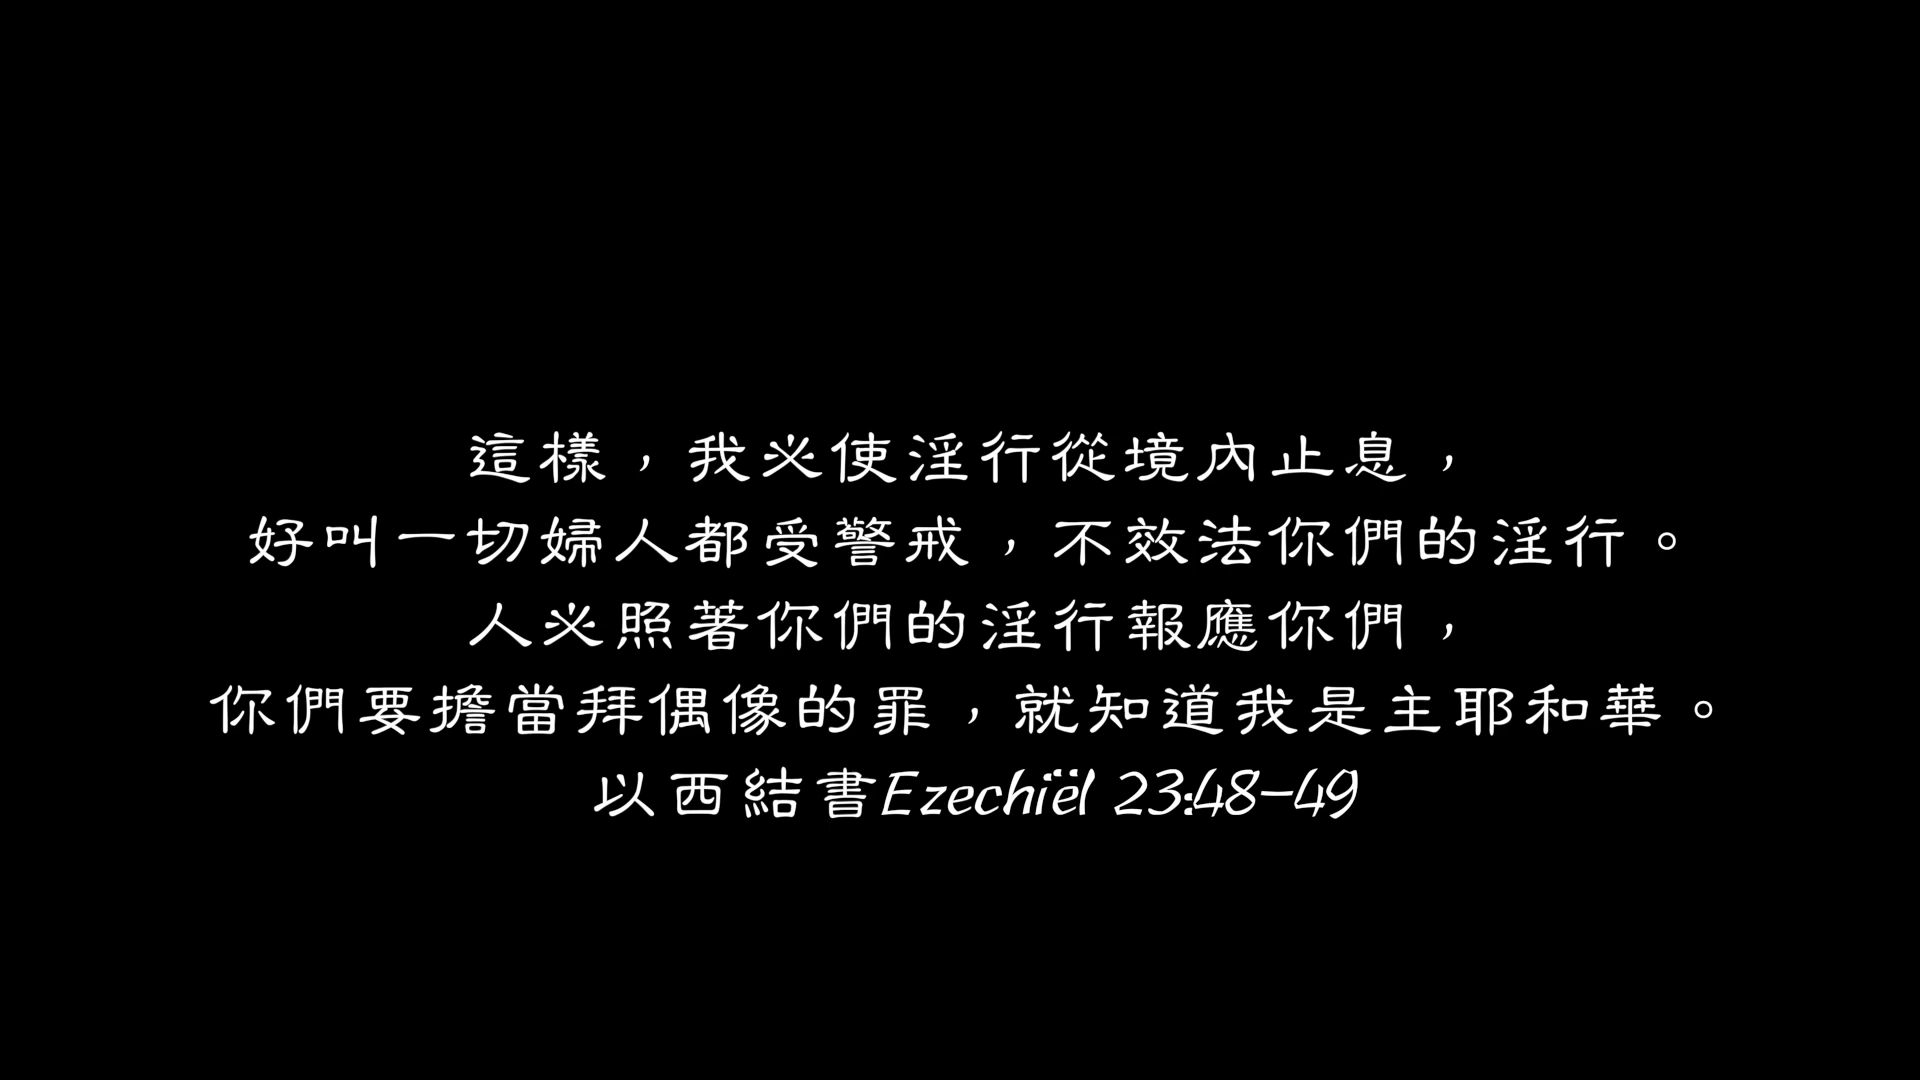 這樣，我必使淫行從境內止息，
好叫一切婦人都受警戒，不效法你們的淫行。
人必照著你們的淫行報應你們，
你們要擔當拜偶像的罪，就知道我是主耶和華。
以西結書Ezechiël 23:48-49